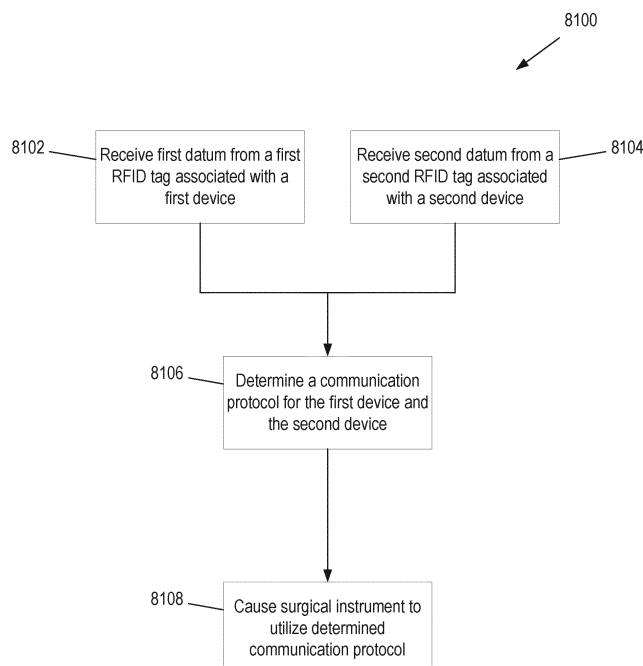 8100
8102
Receive first datum from a first
RFID tag associated with a
first device
Receive second datum from a
second RFID tag associated
with a second device
8104
8106
Determine a communication
protocol for the first device and
the second device
8108
Cause surgical instrument to
utilize determined
communication protocol